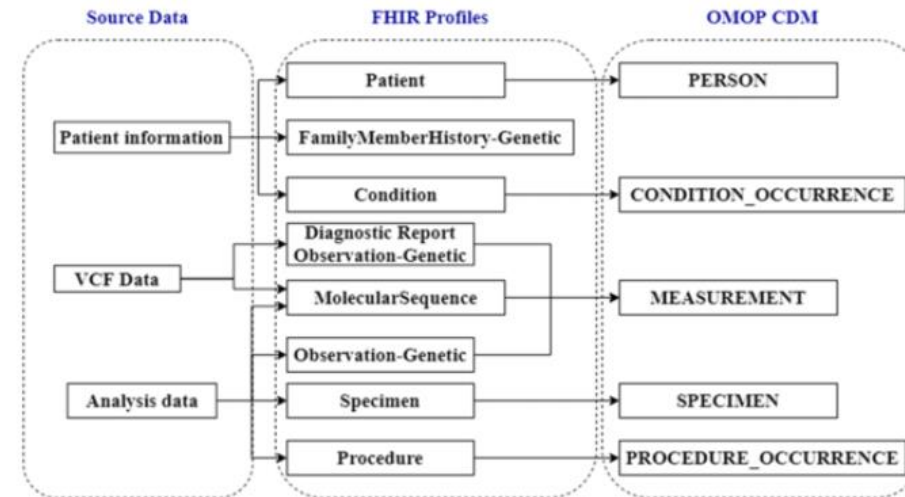 Source Data
FHIR Profiles
OMOP CDM
Patient
PERSON
Patient information
FamilyMemberHistory-Genetic
Condition
CONDITION_OCCURRENCE
Diagnostic Report
Observation-Genetic
VCF Data
MolecularSequence
MEASUREMENT
Observation-Genetic
Analysis data
Specimen
SPECIMEN
Procedure
PROCEDURE_OCCURRENCE